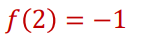 f(2) = −1